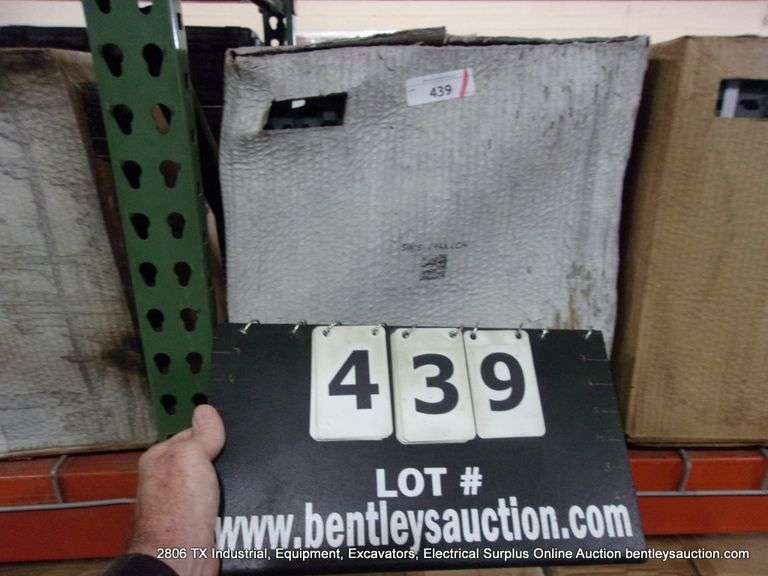 439
439
LOT #
www.bentleysauction.com
2806 TX Industrial, Equipment, Excavators, Electrical Surplus Online Auction bentleysauction.com